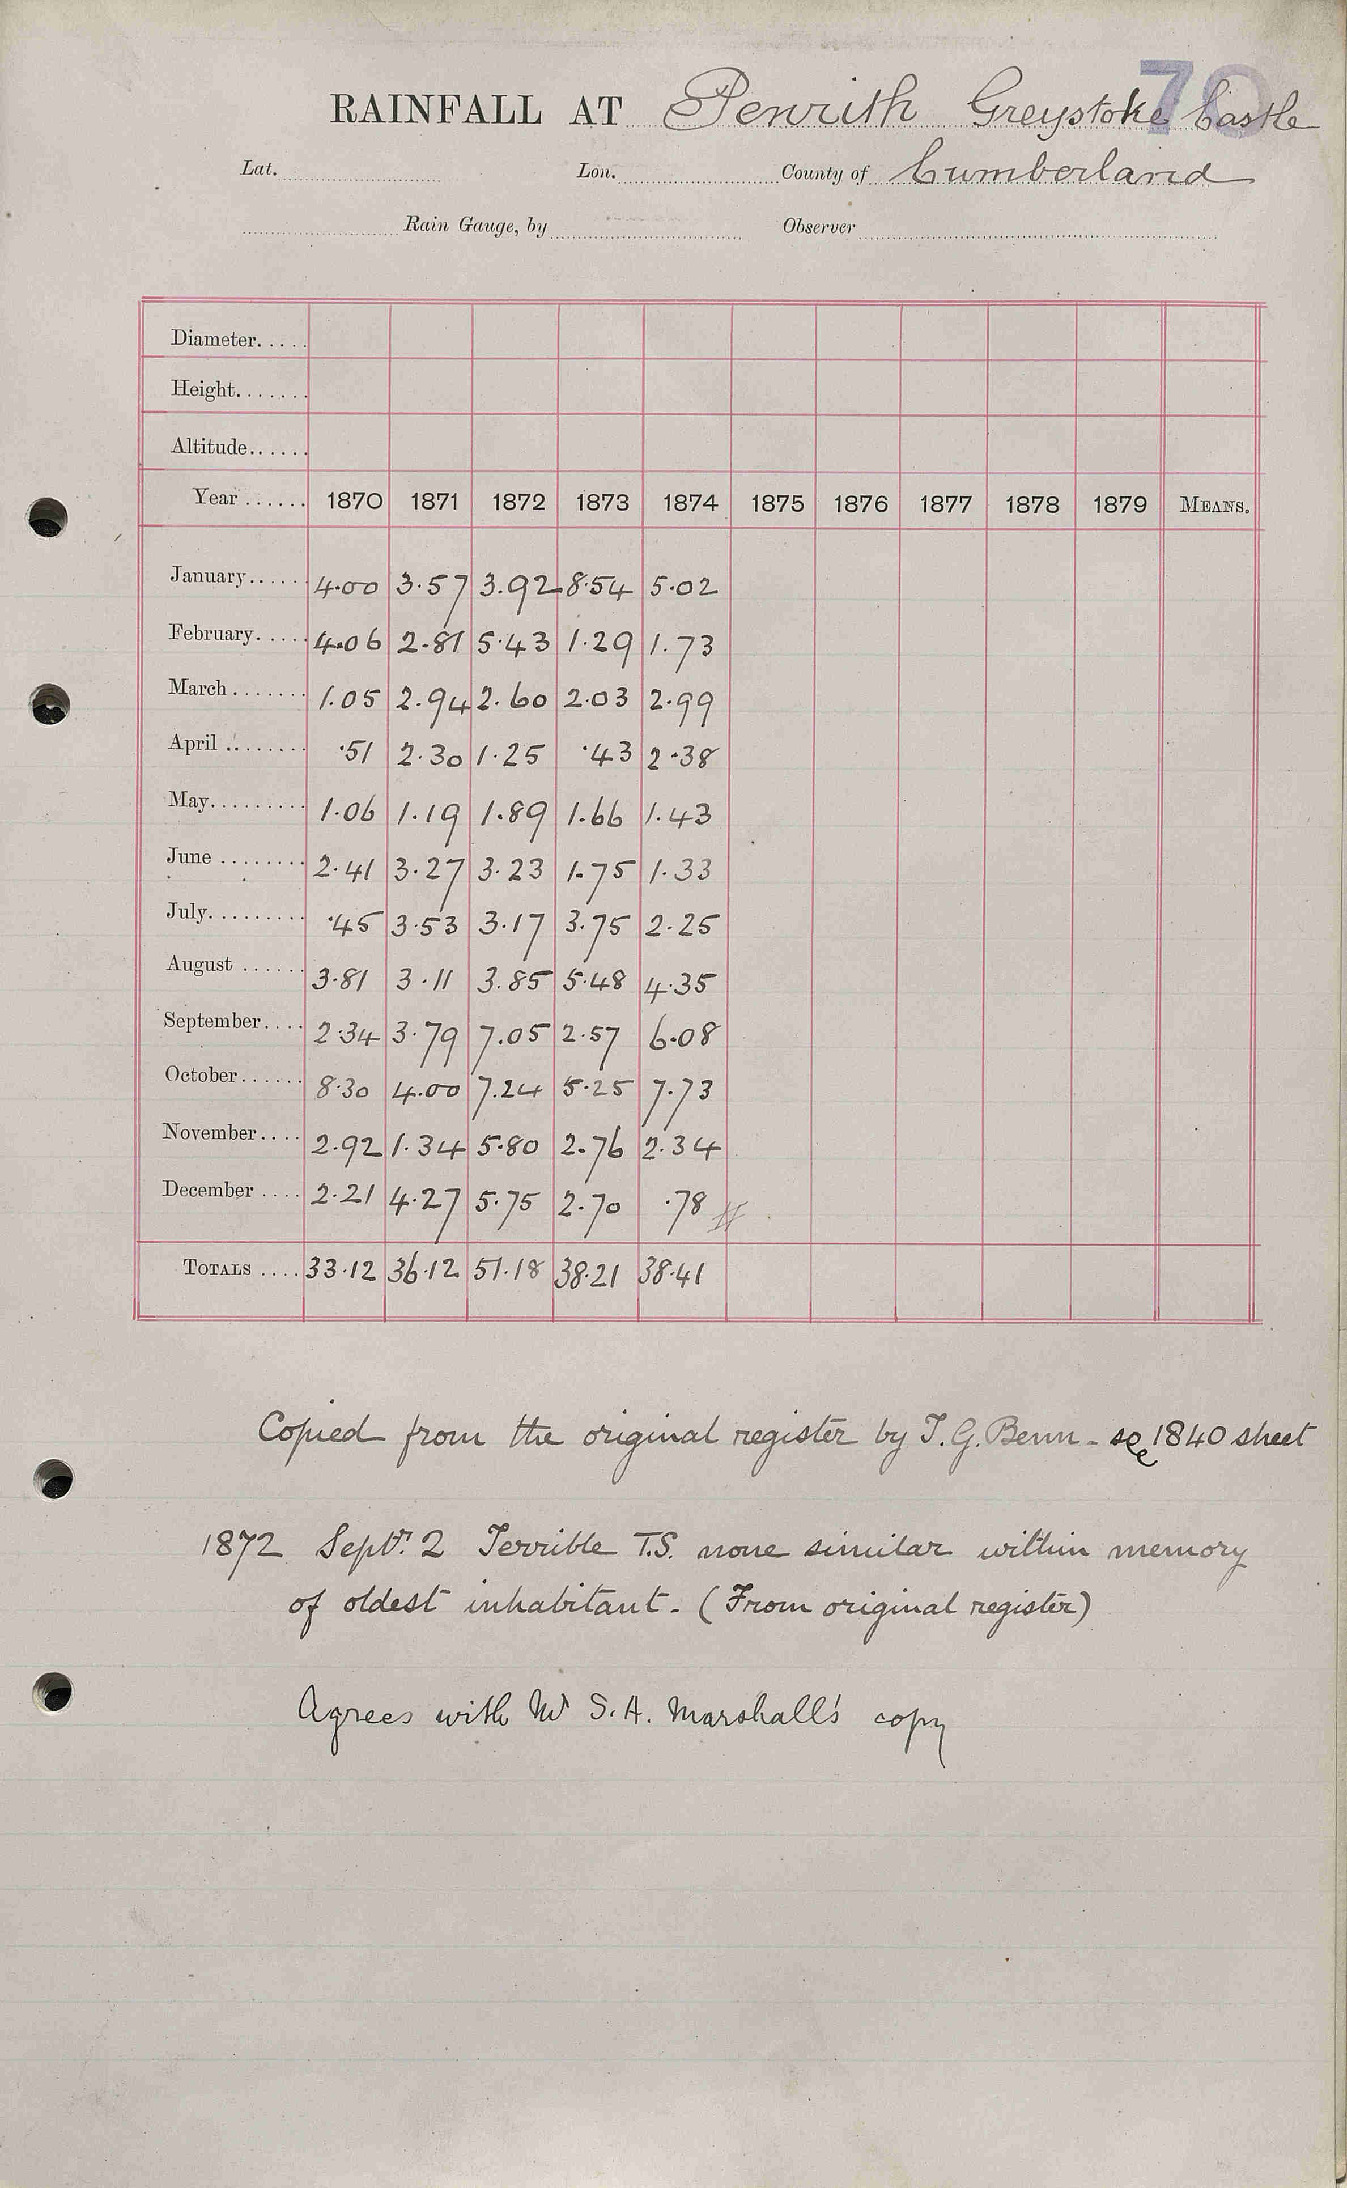 70
RAINFALL AT Penrith Greystoke Castle
Lat. Lon. County of Cumberland
Rain Gauge, by Observer
Diameter.....
Height.......
Altitude......
Year ...... 1870 1871 1872 1873 1874 1875 1876 1877 1878 1879 MEANS.
January...... 4.00 3.57 3.92 8.54 5.02
February..... 4.06 2.81 5.43 1.29 1.73
March ....... 1.05 2.94 2.60 2.03 2.99
April ........ .51 2.30 1.25 .43 2.38
May......... 1.06 1.19 1.89 1.66 1.43
June ........ 2.41 3.27 3.23 1.75 1.33
July......... .45 3.53 3.17 3.75 2.25
August ...... 3.81 3.11 3.85 5.48 4.35
September.... 2.34 3.79 7.05 2.57 6.08
October...... 8.30 4.00 7.24 5.25 7.73
November.... 2.92 1.34 5.80 2.76 2.34
December .... 2.21 4.27 5.75 2.70 .78 #
TOTALS .... 33.12 36.12 51.18 38.21 38.41
Copied from the original register by T.G. Benn - see 1840 sheet
1872 Septr. 2 Terrible T.S. none similar within memory
of oldest inhabitant. (From original register)
Agrees with Mr S.A. Marshall's copy